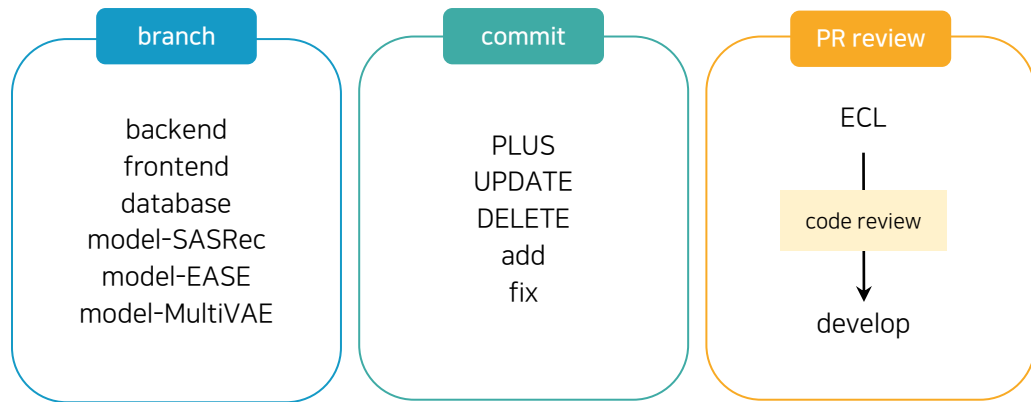 branch
backend
frontend
database
model-SASRec
model-EASE
model-MultiVAE
commit
PLUS
UPDATE
DELETE
add
fix
PR review
ECL
code review
develop